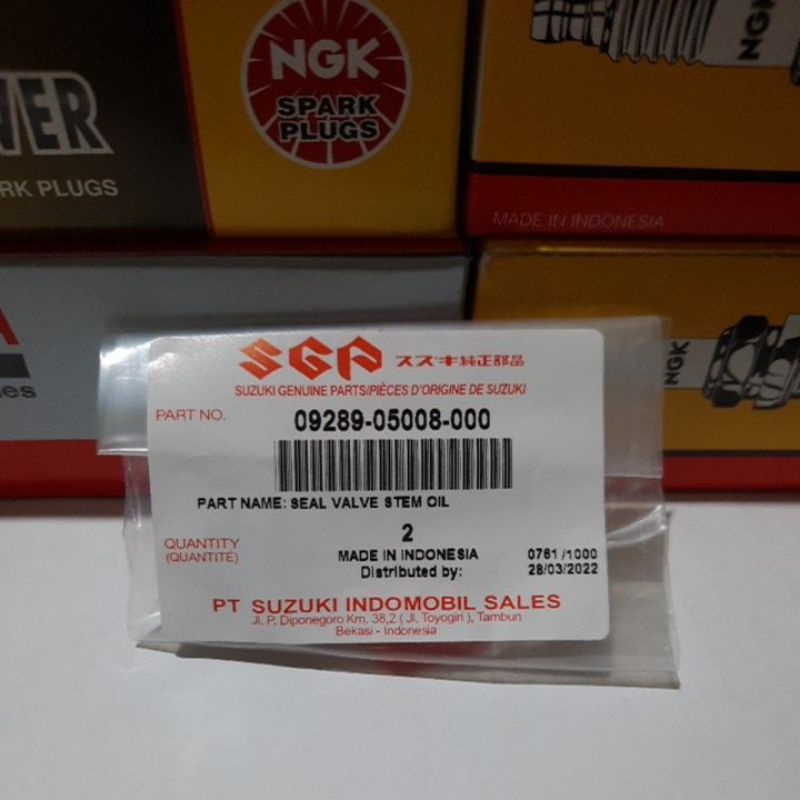 NGK
SPARK
PLUGS
NGK
PLUGS
MADE IN INDONESIA
NGK
SGP スズキ純正部品
SUZUKI GENUINE PARTS/PIÈCES D'ORIGINE DE SUZUKI
PART NO. 09289-05008-000
PART NAME: SEAL VALVE STEM OIL
QUANTITY 2
(QUANTITÉ)
MADE IN INDONESIA 0761 /1000
Distributed by: 28/03/2022
PT SUZUKI INDOMOBIL SALES
Jl. P. Diponegoro Km. 38,2 ( Jl. Toyogiri ), Tambun
Bekasi - Indonesia